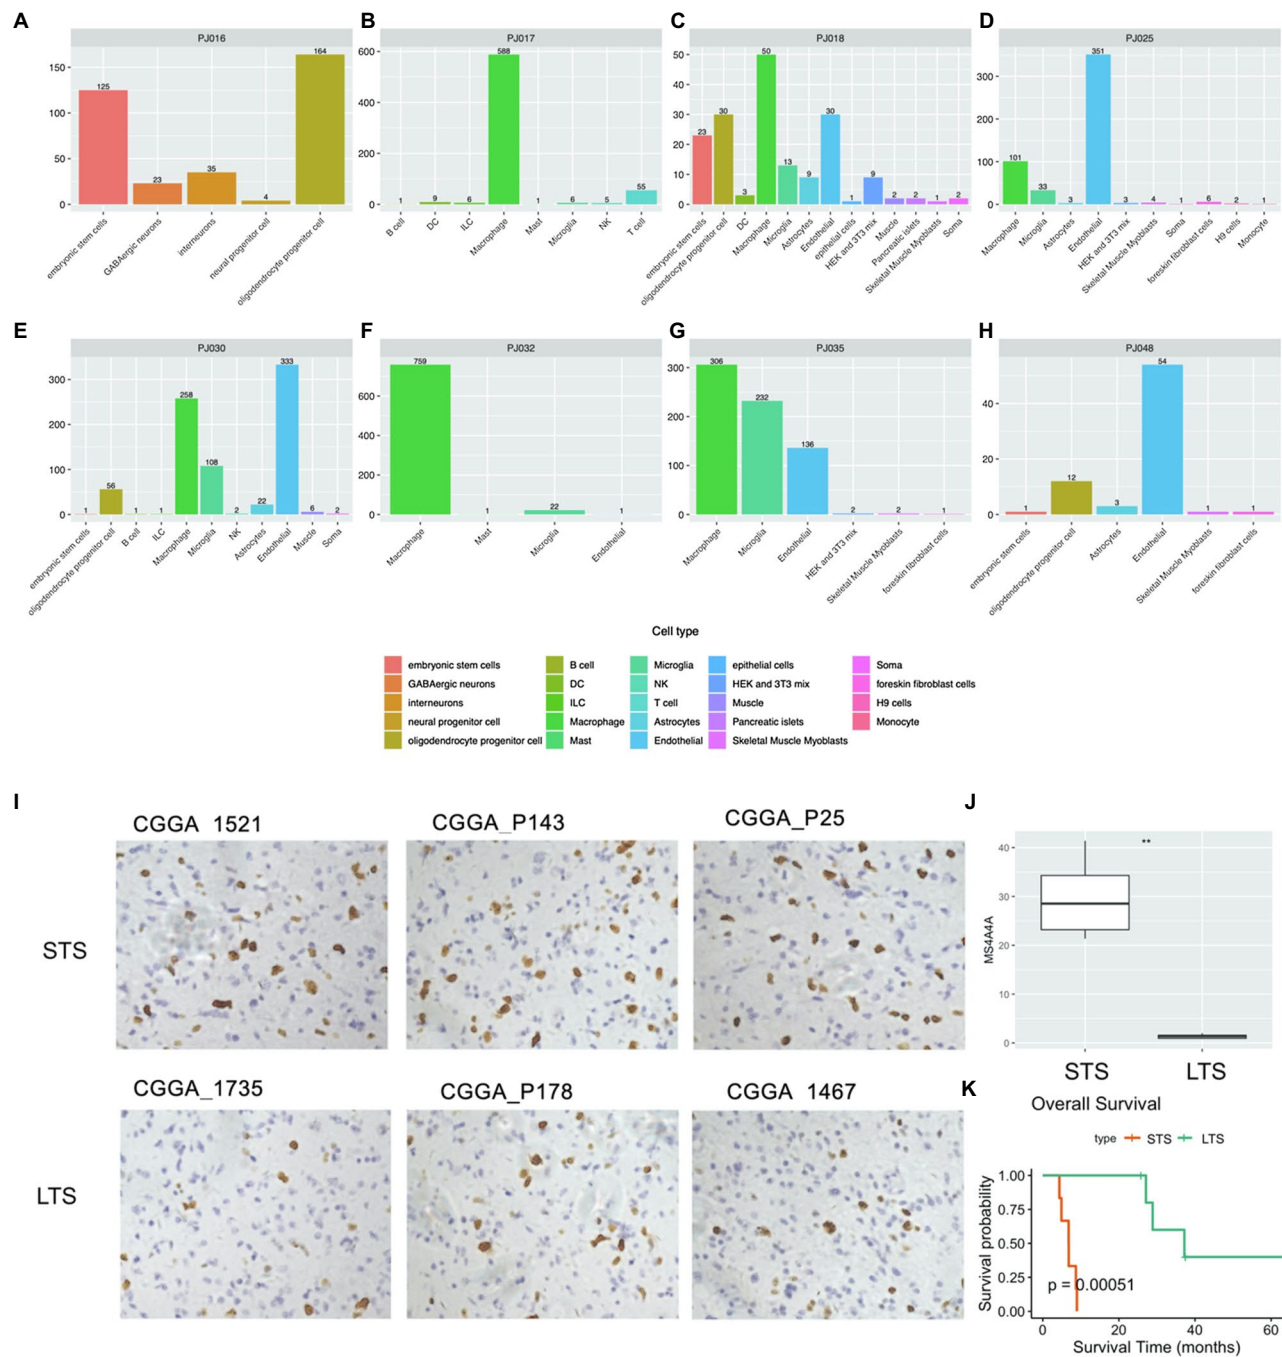 A
B
C
D
PJ016
PJ017
PJ018
PJ025
150
100
50
0
125
23
35
4
164
embryonic stem cells
GABAergic neurons
interneurons
neural progenitor cell
oligodendrocyte progenitor cell
600
400
200
0
1
9
6
588
1
6
5
55
B cell
DC
ILC
Macrophage
Mast
Microglia
NK
T cell
50
40
30
20
10
0
23
30
3
50
13
9
30
1
9
2
2
1
2
embryonic stem cells
oligodendrocyte progenitor cell
DC
Macrophage
Microglia
Astrocytes
Endothelial
epithelial cells
HEK and 3T3 mix
Muscle
Pancreatic islets
Skeletal Muscle Myoblasts
Soma
300
200
100
0
101
33
3
351
3
4
1
6
2
1
Macrophage
Microglia
Astrocytes
Endothelial
HEK and 3T3 mix
Skeletal Muscle Myoblasts
Soma
foreskin fibroblast cells
H9 cells
Monocyte
E
F
G
H
PJ030
PJ032
PJ035
PJ048
300
200
100
0
1
56
1
1
258
108
2
22
333
6
2
embryonic stem cells
oligodendrocyte progenitor cell
B cell
ILC
Macrophage
Microglia
NK
Astrocytes
Endothelial
Muscle
Soma
600
400
200
0
759
1
22
1
Macrophage
Mast
Microglia
Endothelial
300
200
100
0
306
232
136
2
2
1
Macrophage
Microglia
Endothelial
HEK and 3T3 mix
Skeletal Muscle Myoblasts
foreskin fibroblast cells
40
20
0
1
12
3
54
1
1
embryonic stem cells
oligodendrocyte progenitor cell
Astrocytes
Endothelial
Skeletal Muscle Myoblasts
foreskin fibroblast cells
Cell type
embryonic stem cells
GABAergic neurons
interneurons
neural progenitor cell
oligodendrocyte progenitor cell
B cell
DC
ILC
Macrophage
Mast
Microglia
NK
T cell
Astrocytes
Endothelial
epithelial cells
HEK and 3T3 mix
Muscle
Pancreatic islets
Skeletal Muscle Myoblasts
Soma
foreskin fibroblast cells
H9 cells
Monocyte
I
CGGA 1521
CGGA_P143
CGGA_P25
STS
CGGA_1735
CGGA_P178
CGGA 1467
LTS
J
MS4A4A
40
30
20
10
0
**
STS
LTS
K
Overall Survival
type STS LTS
Survival probability
1.00
0.75
0.50
0.25
0.00
p = 0.00051
0
20
40
60
Survival Time (months)